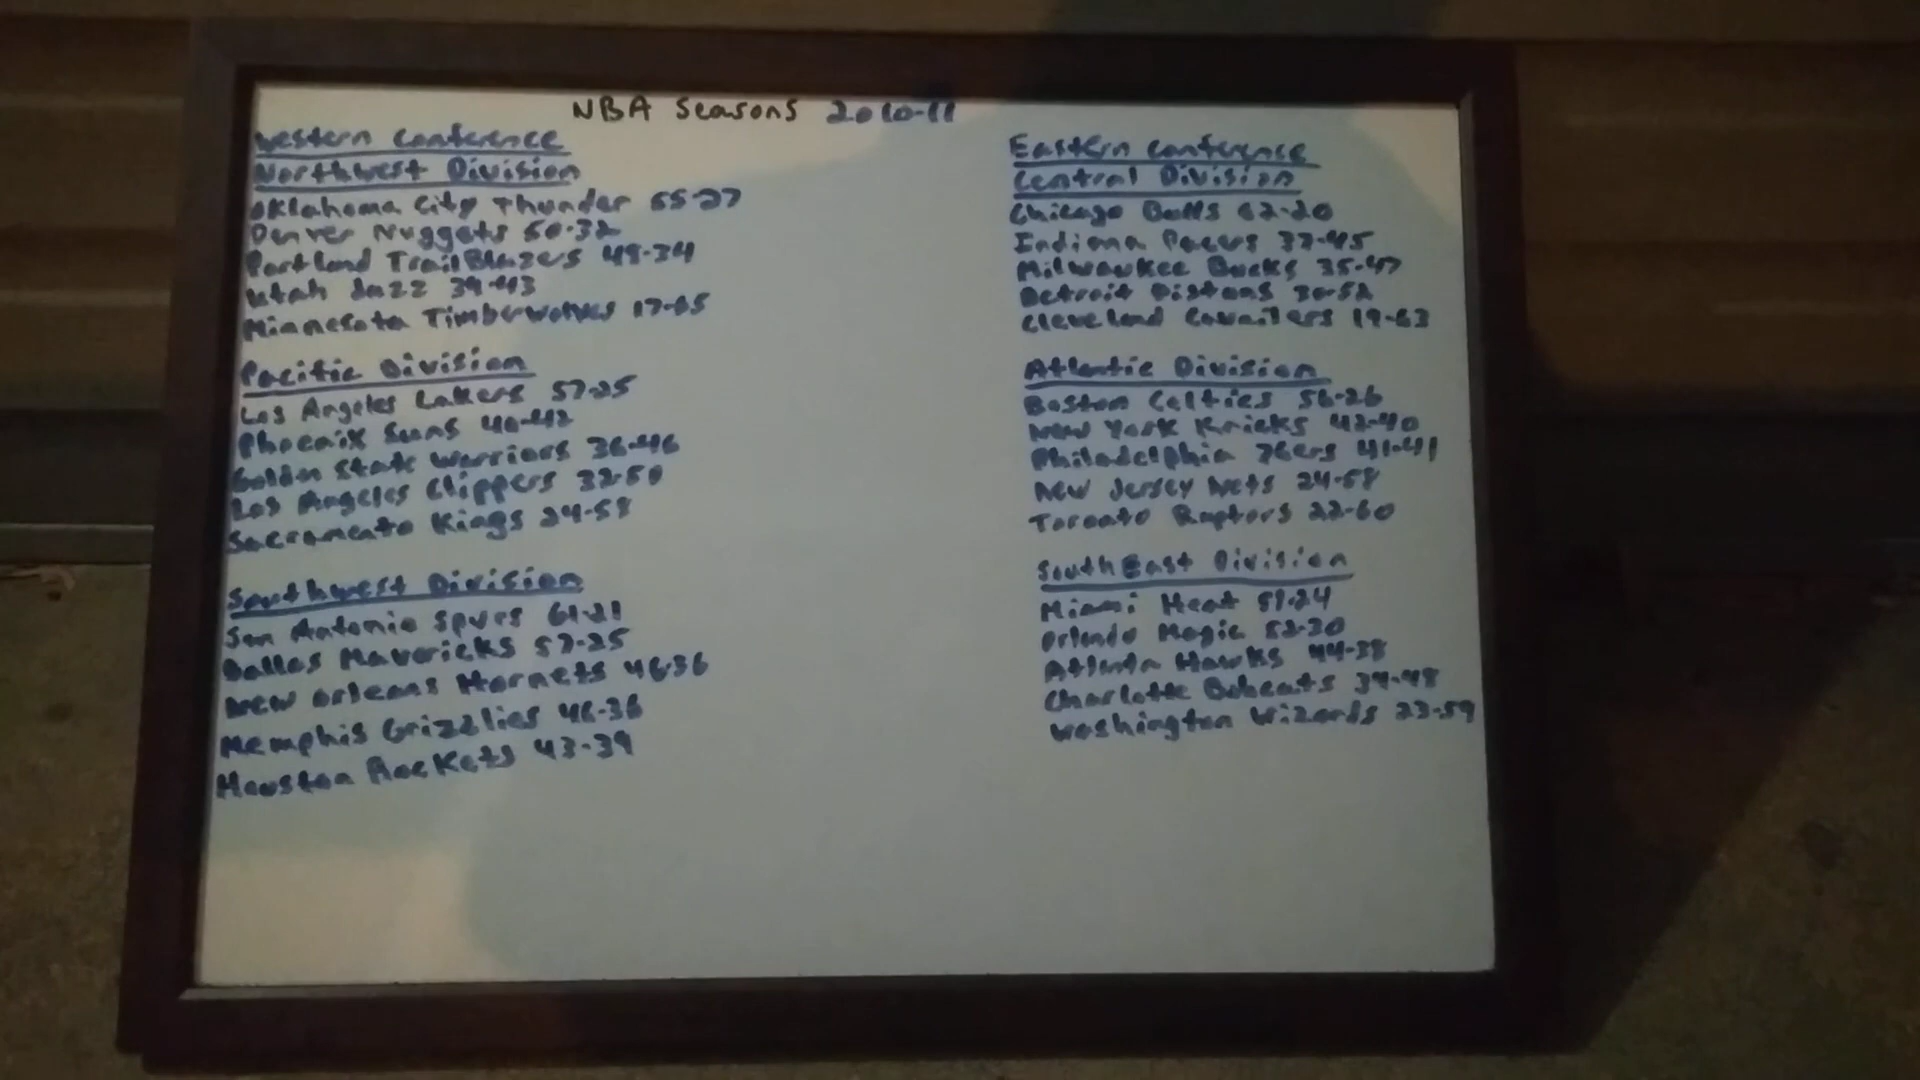 NBA Seasons 2010-11
Western Conference
Northwest Division
Oklahoma City Thunder 55-27
Denver Nuggets 50-32
Portland TrailBlazers 48-34
Utah Jazz 39-43
Minnesota Timberwolves 17-65
Pacific Division
Los Angeles Lakers 57-25
Phoenix Suns 40-42
Golden State Warriors 36-46
Los Angeles Clippers 32-50
Sacramento Kings 24-58
Southwest Division
San Antonio Spurs 61-21
Dallas Mavericks 57-25
New Orleans Hornets 46-36
Memphis Grizzlies 46-36
Houston Rockets 43-39
Eastern Conference
Central Division
Chicago Bulls 62-20
Indiana Pacers 37-45
Milwaukee Bucks 35-47
Detroit Pistons 30-52
Cleveland Cavailers 19-63
Atlantic Division
Boston Celtics 56-26
New York Knicks 42-40
Philadelphia 76ers 41-41
New Jersey Nets 24-58
Toronto Raptors 22-60
SouthEast Division
Miami Heat 58-24
Orlando Magic 52-30
Atlanta Hawks 44-38
Charlotte Bobcats 34-48
Washington Wizards 23-59